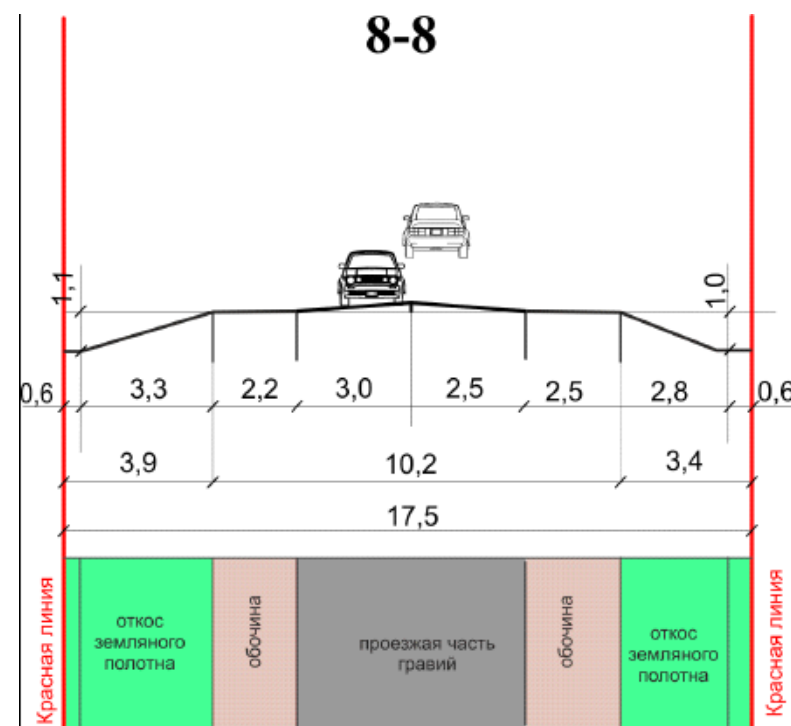 8-8
1,1
1,0
0,6
3,3
2,2
3,0
2,5
2,5
2,8
0,6
3,9
10,2
3,4
17,5
Красная линия
откос
земляного
полотна
обочина
проезжая часть
гравий
обочина
откос
земляного
полотна
Красная линия